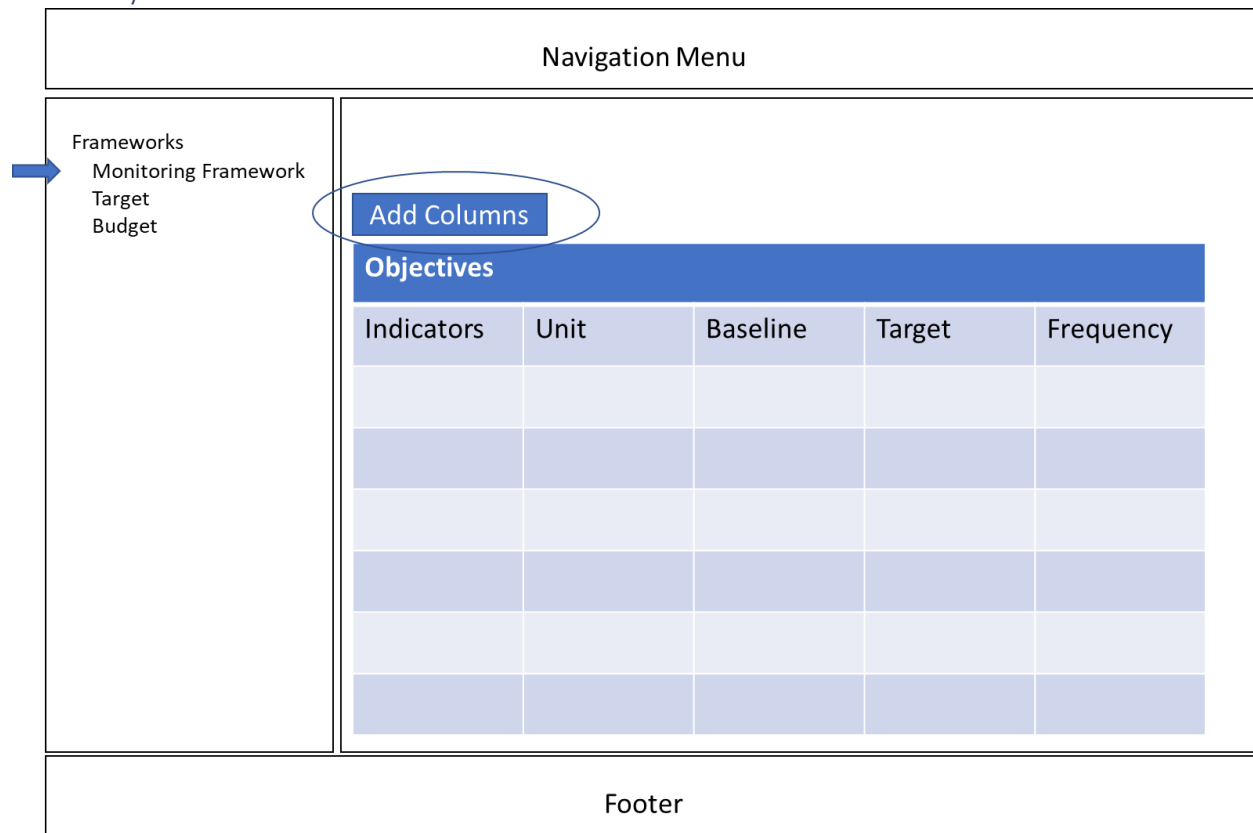 Navigation Menu
Frameworks
Monitoring Framework
Target
Budget
Add Columns
Objectives
Indicators Unit Baseline Target Frequency
Footer